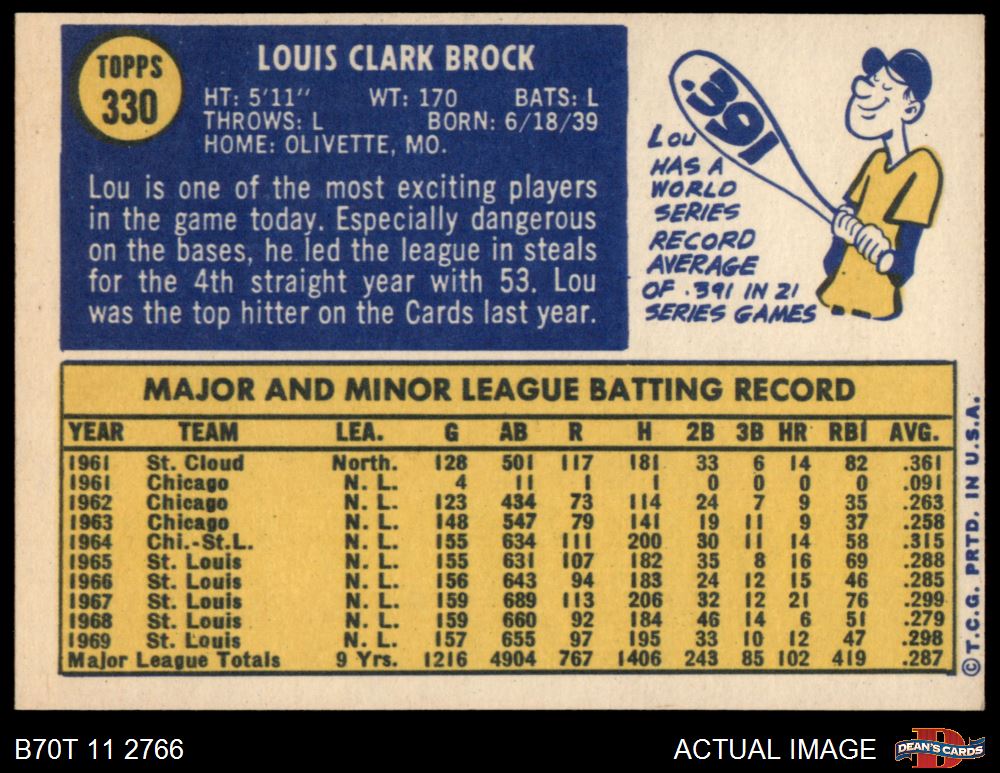 TOPPS
330
LOUIS CLARK BROCK
HT: 5'11" WT: 170 BATS: L
THROWS: L BORN: 6/18/39
HOME: OLIVETTE, MO.
Lou is one of the most exciting players
in the game today. Especially dangerous
on the bases, he led the league in steals
for the 4th straight year with 53. Lou
was the top hitter on the Cards last year.
.391
Lou
HAS A
WORLD
SERIES
RECORD
AVERAGE
OF .391 IN 21
SERIES GAMES
MAJOR AND MINOR LEAGUE BATTING RECORD
YEAR TEAM LEA. G AB R H 2B 3B HR RBI AVG.
1961 St. Cloud North. 128 501 117 181 33 6 14 82 .361
1961 Chicago N. L. 4 11 1 1 0 0 0 0 .091
1962 Chicago N. L. 123 434 73 114 24 7 9 35 .263
1963 Chicago N. L. 148 547 79 141 19 11 9 37 .258
1964 Chi.-St.L. N. L. 155 634 111 200 30 11 14 58 .315
1965 St. Louis N. L. 155 631 107 182 35 8 16 69 .288
1966 St. Louis N. L. 156 643 94 183 24 12 15 46 .285
1967 St. Louis N. L. 159 689 113 206 32 12 21 76 .299
1968 St. Louis N. L. 159 660 92 184 46 14 6 51 .279
1969 St. Louis N. L. 157 655 97 195 33 10 12 47 .298
Major League Totals 9 Yrs. 1216 4904 767 1406 243 85 102 419 .287
©T.C.G. PRTD. IN U.S.A.
B70T 11 2766
ACTUAL IMAGE
D
DEAN'S CARDS